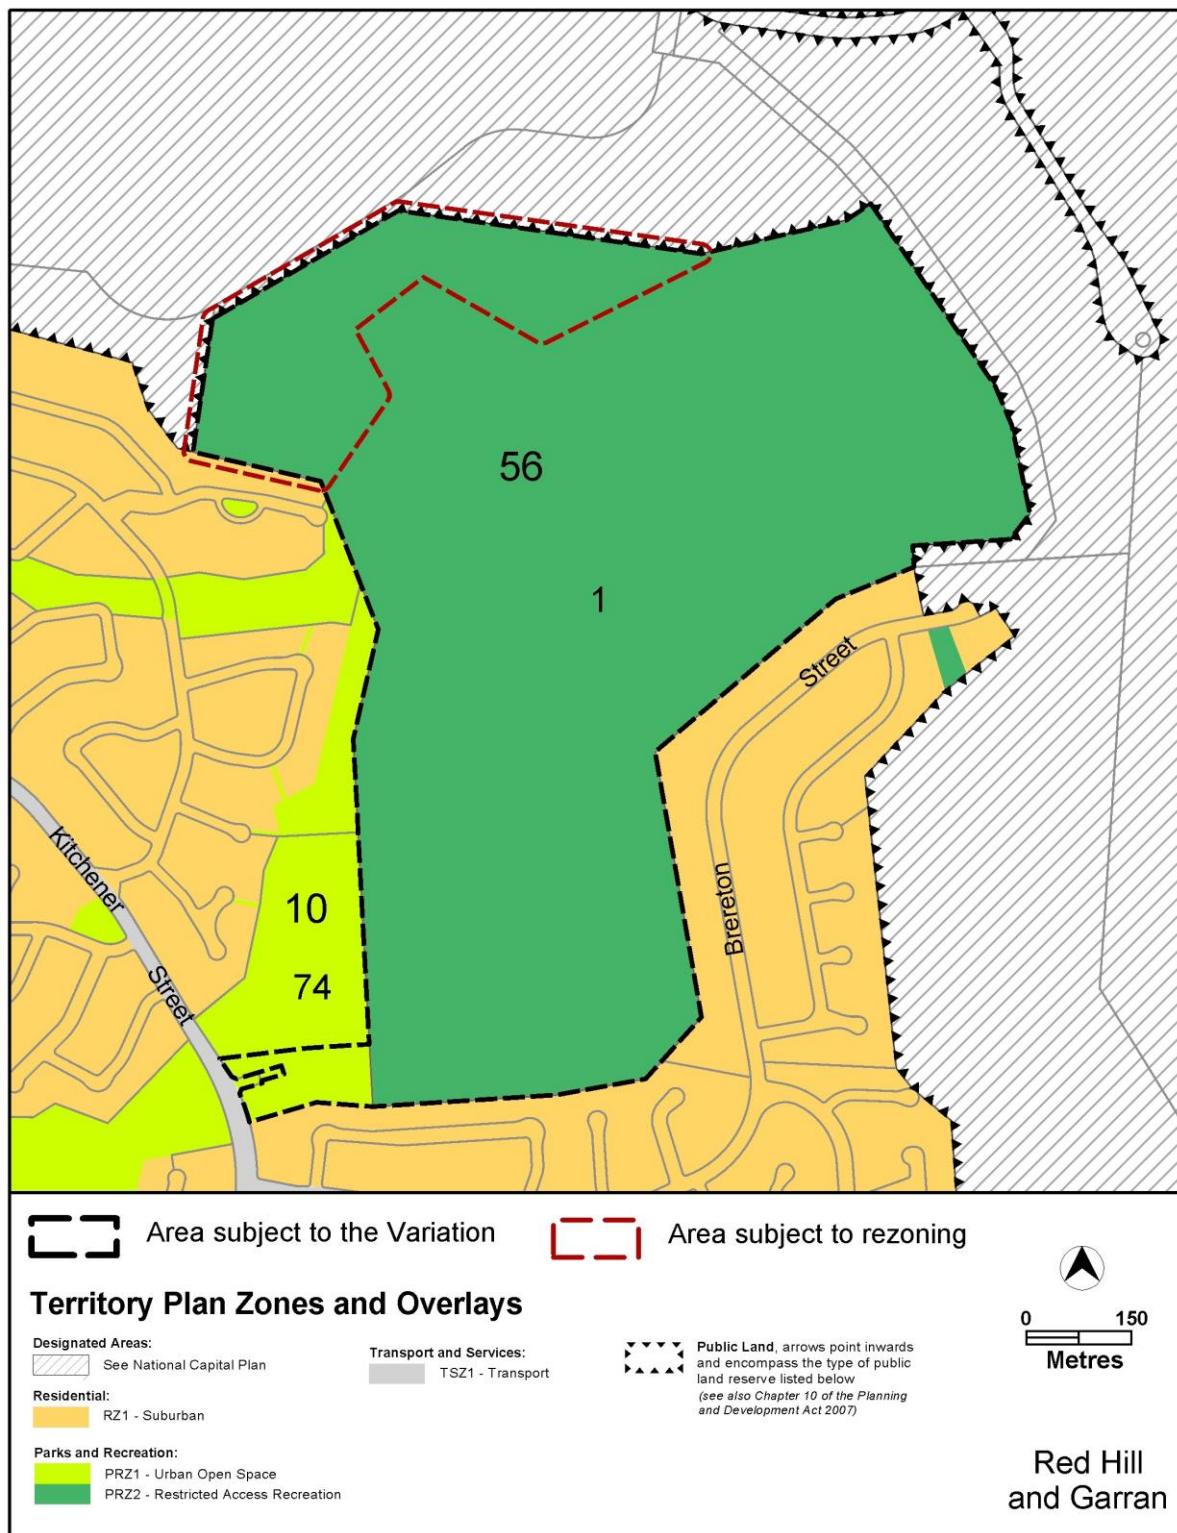 56
1
Street
Brereton
Kitchener
Street
10
74
Area subject to the Variation
Area subject to rezoning
Territory Plan Zones and Overlays
Designated Areas:
See National Capital Plan
Residential:
RZ1 - Suburban
Parks and Recreation:
PRZ1 - Urban Open Space
PRZ2 - Restricted Access Recreation
Transport and Services:
TSZ1 - Transport
Public Land, arrows point inwards
and encompass the type of public
land reserve listed below
(see also Chapter 10 of the Planning
and Development Act 2007)
0 150
Metres
Red Hill
and Garran